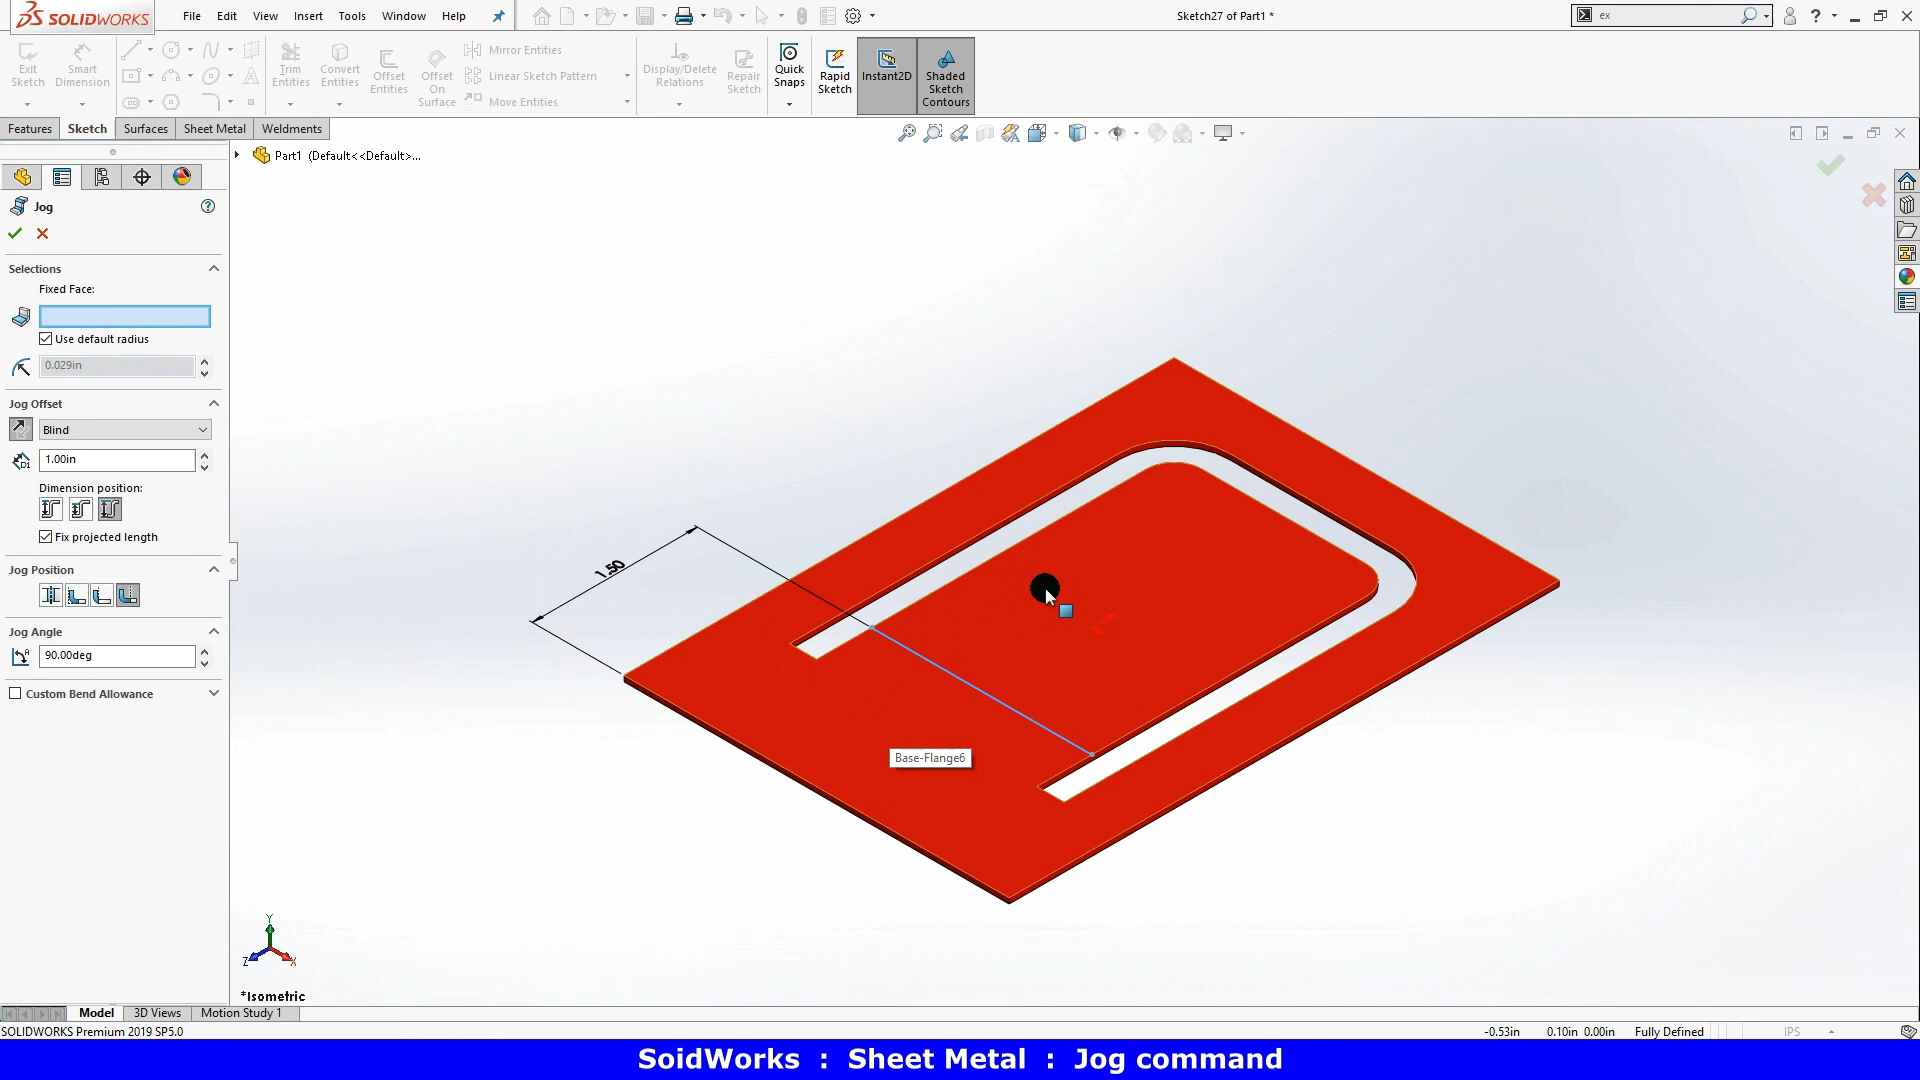 SOLIDWORKS File Edit View Insert Tools Window Help Sketch27 of Part1 * ex ?
Exit Sketch
Smart Dimension
Trim Entities
Convert Entities
Offset Entities
Offset On Surface
Mirror Entities
Linear Sketch Pattern
Move Entities
Display/Delete Relations
Repair Sketch
Quick Snaps
Rapid Sketch
Instant2D
Shaded Sketch Contours
Features Sketch Surfaces Sheet Metal Weldments
Part1 (Default<<Default>...
Jog
Selections
Fixed Face:
Use default radius
0.029in
Jog Offset
Blind
D1 1.00in
Dimension position:
Fix projected length
Jog Position
Jog Angle
90.00deg
Custom Bend Allowance
1.50
Base-Flange6
Y
Z X
*Isometric
Model 3D Views Motion Study 1
SOLIDWORKS Premium 2019 SP5.0 -0.53in 0.10in 0.00in Fully Defined IPS
SoidWorks : Sheet Metal : Jog command